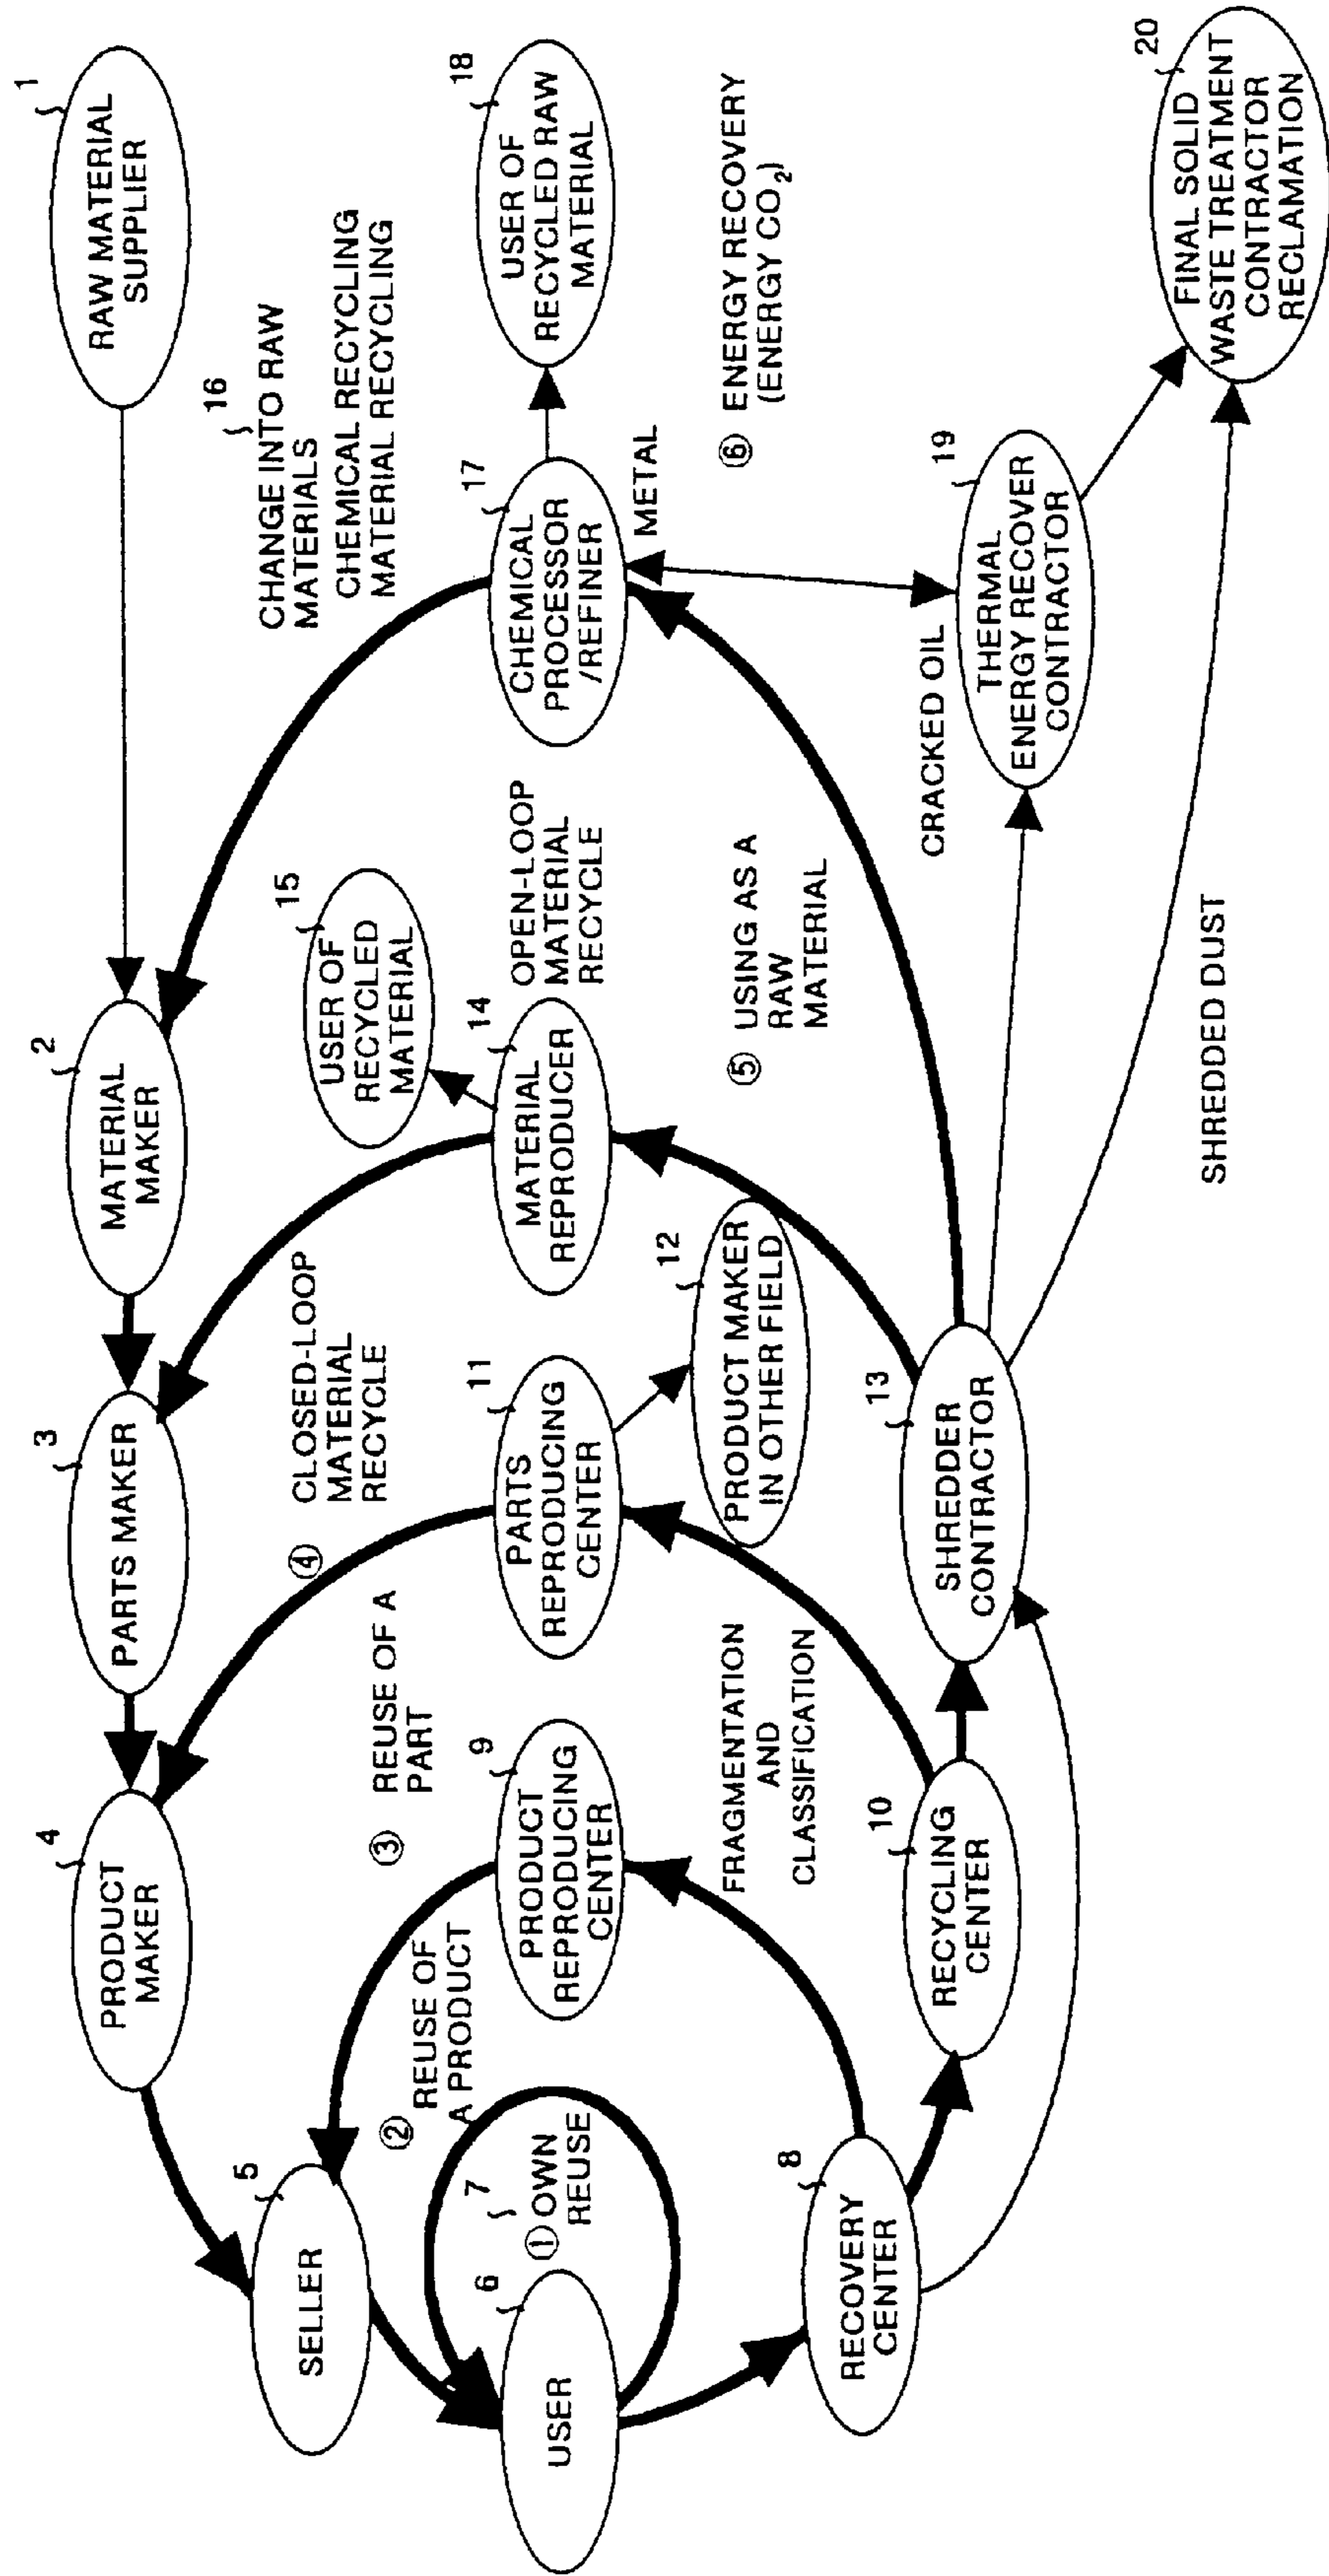 1
RAW MATERIAL
SUPPLIER
2
MATERIAL
MAKER
3
PARTS MAKER
4
PRODUCT
MAKER
5
SELLER
6
USER
7
① OWN
REUSE
② REUSE OF
A PRODUCT
③ REUSE OF A
PART
④ CLOSED-LOOP
MATERIAL
RECYCLE
16
CHANGE INTO RAW
MATERIALS
CHEMICAL RECYCLING
MATERIAL RECYCLING
8
RECOVERY
CENTER
9
PRODUCT
REPRODUCING
CENTER
10
RECYCLING
CENTER
FRAGMENTATION
AND
CLASSIFICATION
11
PARTS
REPRODUCING
CENTER
12
PRODUCT MAKER
IN OTHER FIELD
13
SHREDDER
CONTRACTOR
14
MATERIAL
REPRODUCER
15
USER OF
RECYCLED
MATERIAL
OPEN-LOOP
MATERIAL
RECYCLE
⑤ USING AS A
RAW
MATERIAL
17
CHEMICAL
PROCESSOR
/REFINER
18
USER OF
RECYCLED RAW
MATERIAL
METAL
⑥ ENERGY RECOVERY
(ENERGY CO2)
CRACKED OIL
19
THERMAL
ENERGY RECOVER
CONTRACTOR
SHREDDED DUST
20
FINAL SOLID
WASTE TREATMENT
CONTRACTOR
RECLAMATION